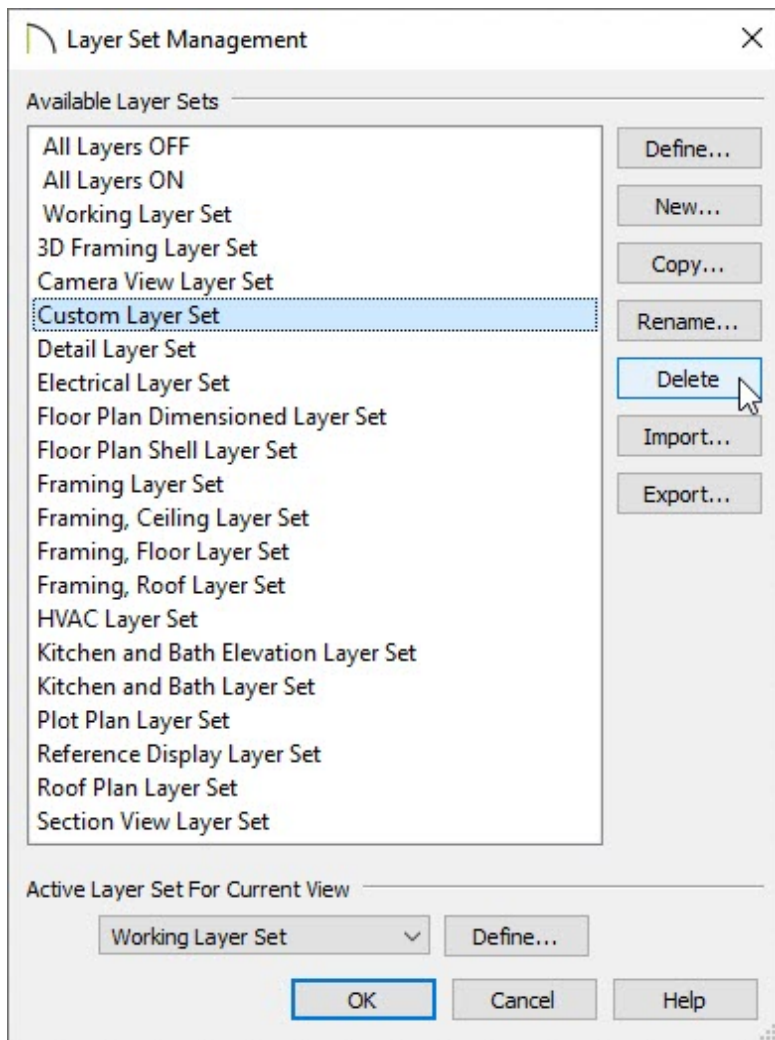 Layer Set Management
Available Layer Sets
All Layers OFF
All Layers ON
Working Layer Set
3D Framing Layer Set
Camera View Layer Set
Custom Layer Set
Detail Layer Set
Electrical Layer Set
Floor Plan Dimensioned Layer Set
Floor Plan Shell Layer Set
Framing Layer Set
Framing, Ceiling Layer Set
Framing, Floor Layer Set
Framing, Roof Layer Set
HVAC Layer Set
Kitchen and Bath Elevation Layer Set
Kitchen and Bath Layer Set
Plot Plan Layer Set
Reference Display Layer Set
Roof Plan Layer Set
Section View Layer Set
Define...
New...
Copy...
Rename...
Delete
Import...
Export...
Active Layer Set For Current View
Working Layer Set
Define...
OK
Cancel
Help